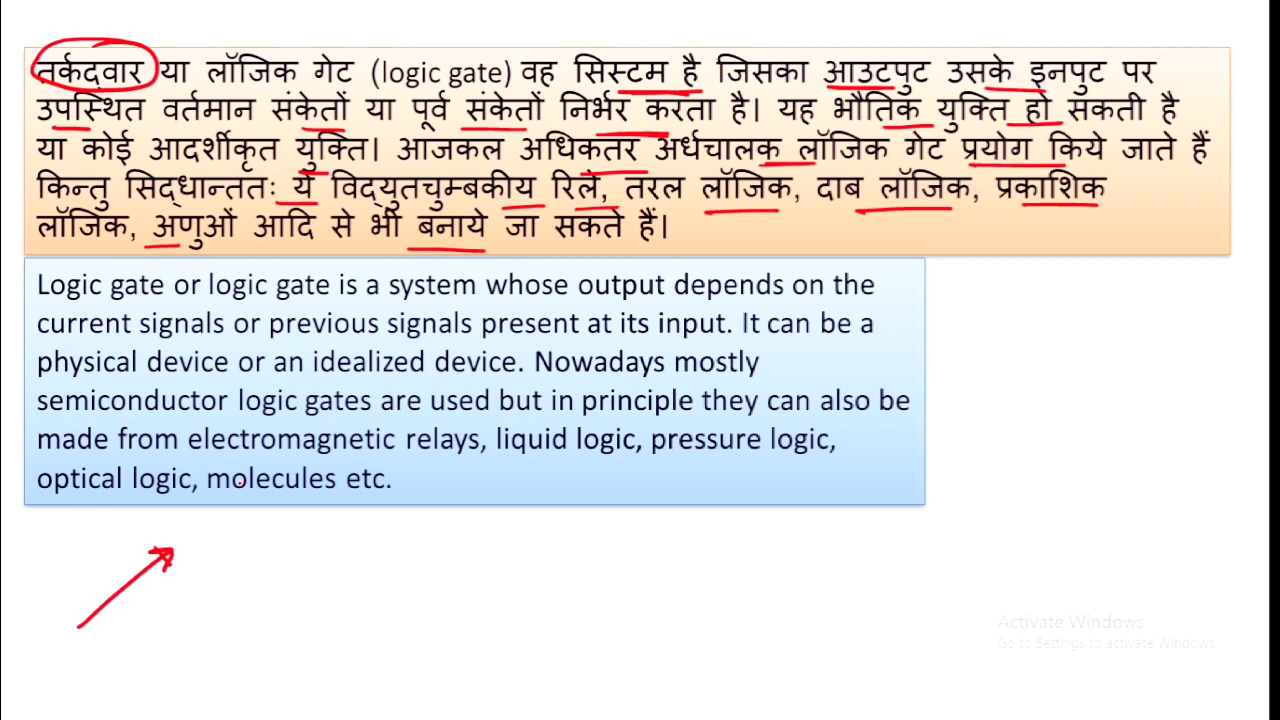 तर्कद्वार या लॉजिक गेट (logic gate) वह सिस्टम है जिसका आउटपुट उसके इनपुट पर
उपस्थित वर्तमान संकेतों या पूर्व संकेतों निर्भर करता है। यह भौतिक युक्ति हो सकती है
या कोई आदर्शीकृत युक्ति। आजकल अधिकतर अर्धचालक लॉजिक गेट प्रयोग किये जाते हैं
किन्तु सिद्धान्ततः ये विद्युतचुम्बकीय रिले, तरल लॉजिक, दाब लॉजिक, प्रकाशिक
लॉजिक, अणुओं आदि से भी बनाये जा सकते हैं।
Logic gate or logic gate is a system whose output depends on the
current signals or previous signals present at its input. It can be a
physical device or an idealized device. Nowadays mostly
semiconductor logic gates are used but in principle they can also be
made from electromagnetic relays, liquid logic, pressure logic,
optical logic, molecules etc.
Activate Windows
Go to Settings to activate Windows.